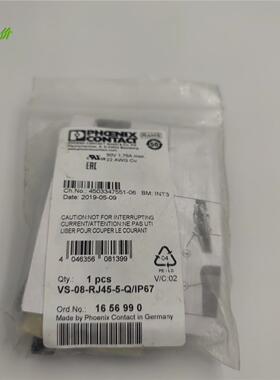 PHOENIX
CONTACT
50V 1.75A max.
22 AWG Cu
EAC
Ch.No.: 4503347551-06 BM: INT3
Date: 2019-05-09
CAUTION:NOT FOR INTERRUPTING
CURRENT/ATTENTION:NE PAS UTI
LISER POUR COUPER LE COURANT
4 046356 081399
04
PE-LD
Qty.: 1 pcs V/C:02
VS-08-RJ45-5-Q/IP67
Ord No.: 16 56 99 0
Made by Phoenix Contact in Germany